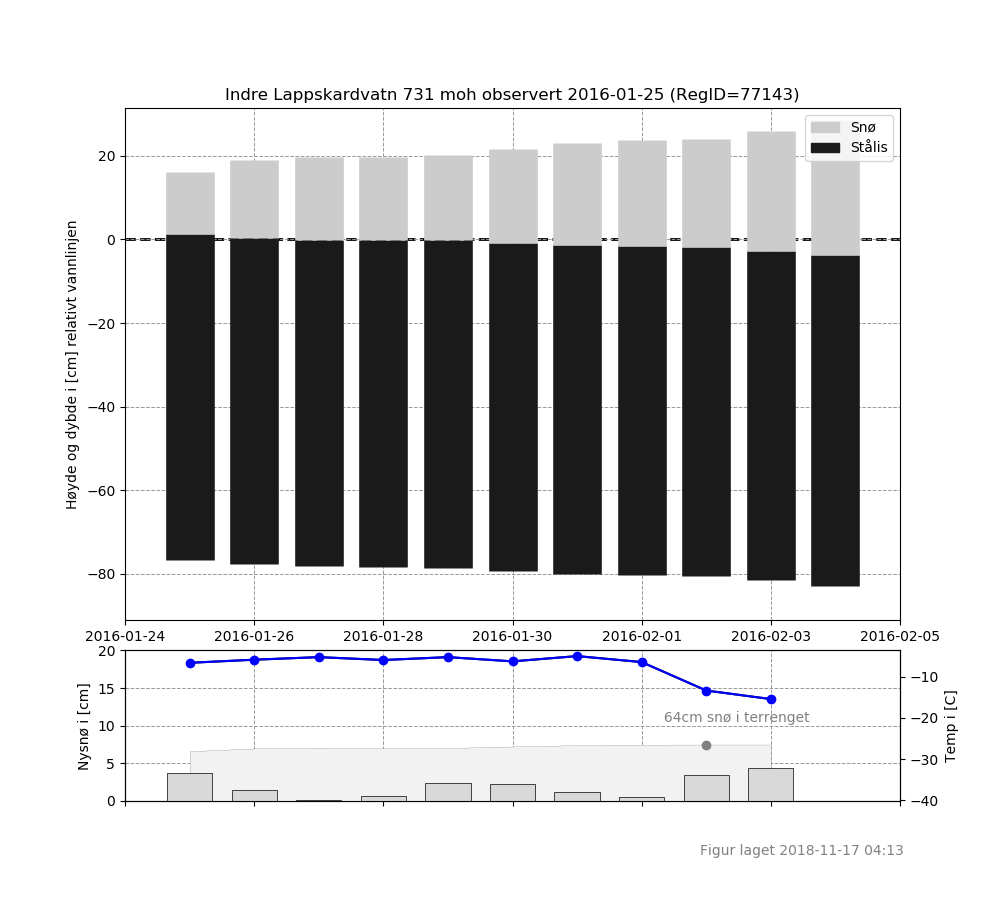 Indre Lappskardvatn 731 moh observert 2016-01-25 (RegID=77143)
Snø
Stålis
Høyde og dybde i [cm] relativt vannlinjen
20
0
−20
−40
−60
−80
2016-01-24 2016-01-26 2016-01-28 2016-01-30 2016-02-01 2016-02-03 2016-02-05
Nysnø i [cm]
20
15
10
5
0
64cm snø i terrenget
−10
−20
−30
−40
Temp i [C]
Figur laget 2018-11-17 04:13